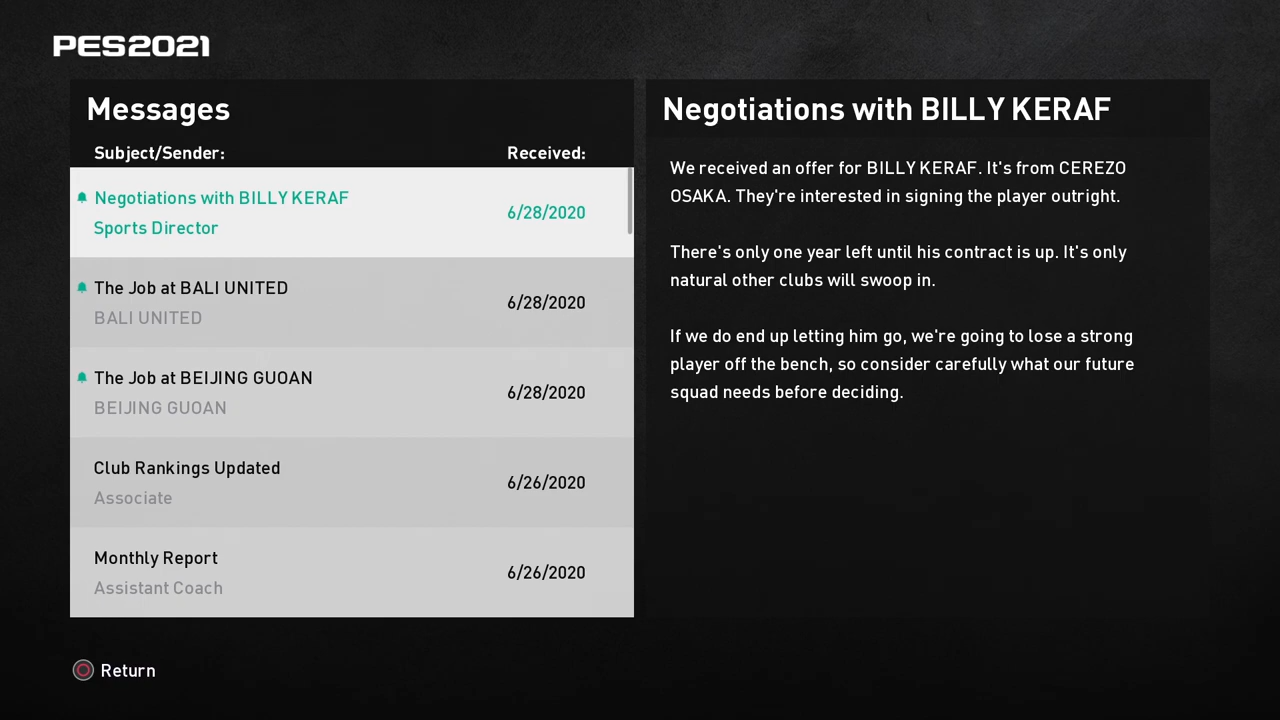 PES2021
Messages
Subject/Sender:
Received:
Negotiations with BILLY KERAF
Sports Director
6/28/2020
The Job at BALI UNITED
BALI UNITED
6/28/2020
The Job at BEIJING GUOAN
BEIJING GUOAN
6/28/2020
Club Rankings Updated
Associate
6/26/2020
Monthly Report
Assistant Coach
6/26/2020
Negotiations with BILLY KERAF
We received an offer for BILLY KERAF. It's from CEREZO
OSAKA. They're interested in signing the player outright.
There's only one year left until his contract is up. It's only
natural other clubs will swoop in.
If we do end up letting him go, we're going to lose a strong
player off the bench, so consider carefully what our future
squad needs before deciding.
Return